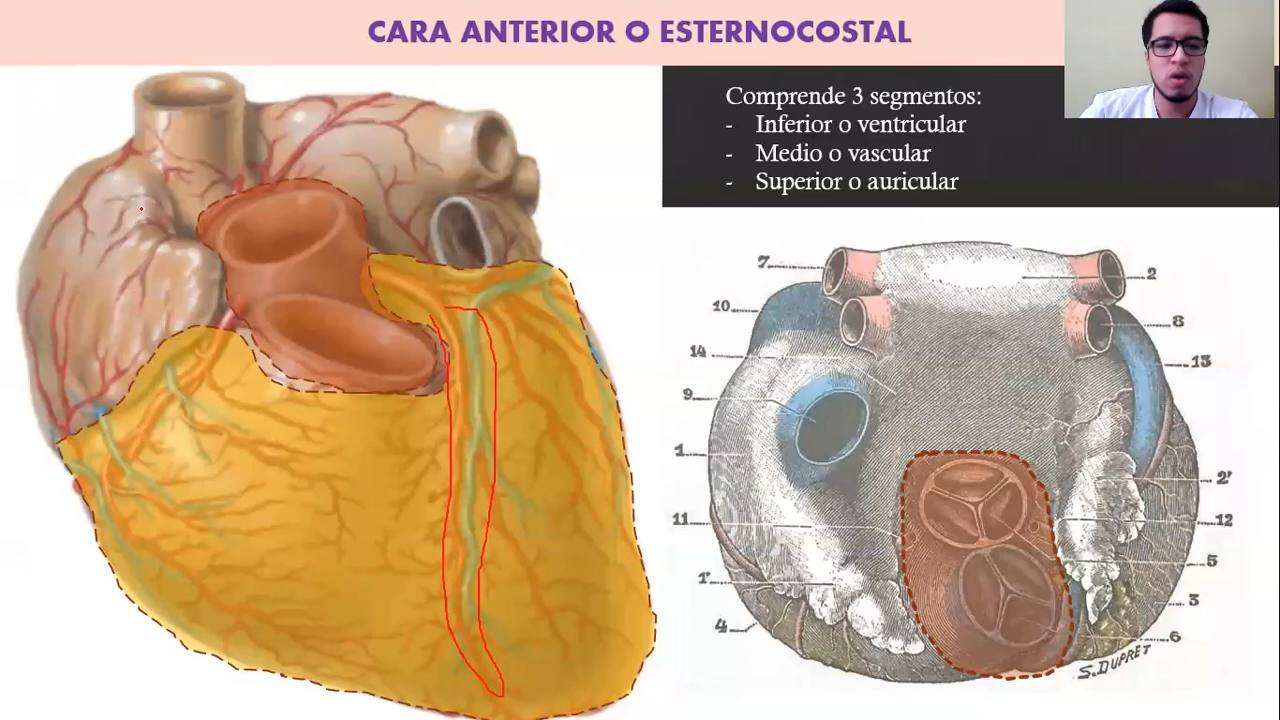 CARA ANTERIOR O ESTERNOCOSTAL
Comprende 3 segmentos:
- Inferior o ventricular
- Medio o vascular
- Superior o auricular
7
2
10
8
14
15
9
1
2'
11
12
5
1'
3
4
6
S. DUPRET